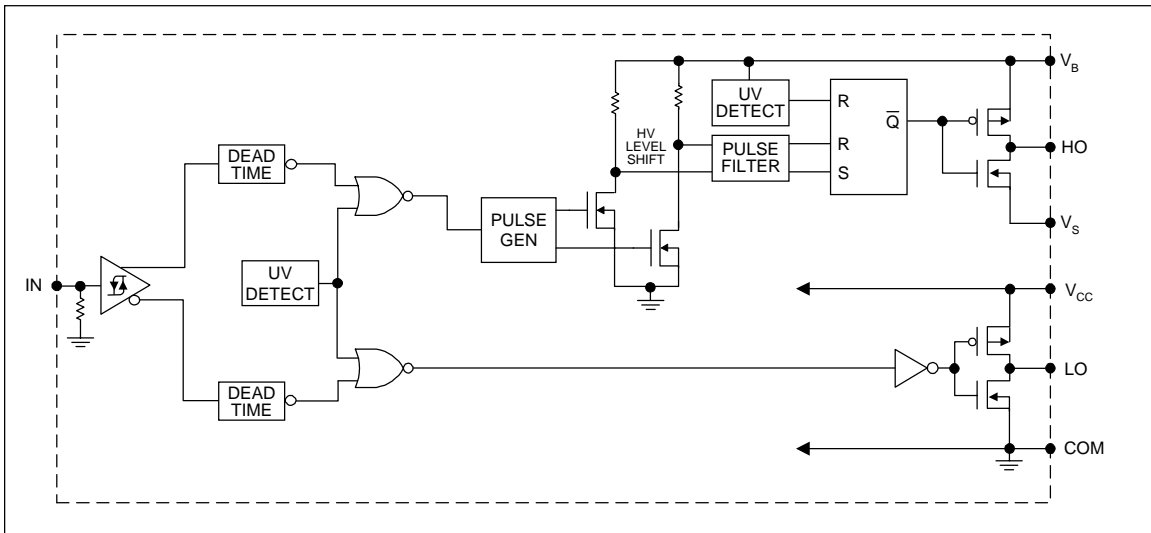 V_B
UV
DETECT
R
Q̅
HV
LEVEL
SHIFT
DEAD
TIME
PULSE
FILTER
R
S
HO
PULSE
GEN
V_S
UV
DETECT
IN
V_CC
DEAD
TIME
LO
COM